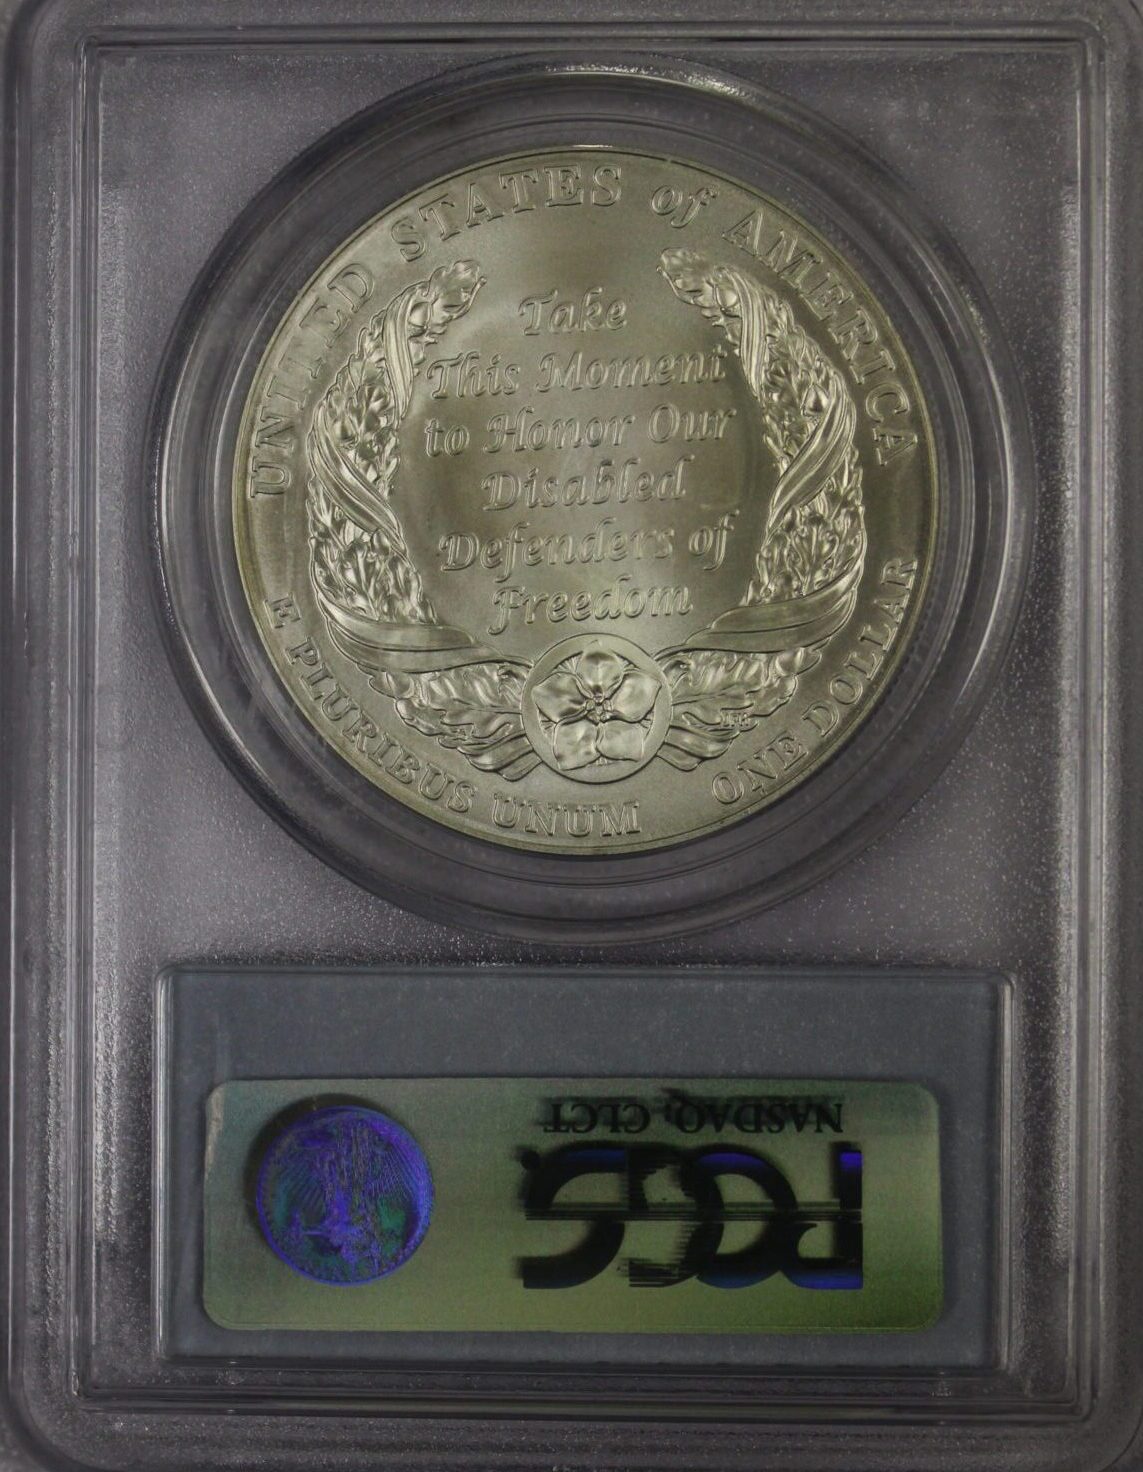 UNITED STATES of AMERICA
Take
This Moment
to Honor Our
Disabled
Defenders of
Freedom
E PLURIBUS UNUM
ONE DOLLAR
NASDAQ, CLCT
PCGS